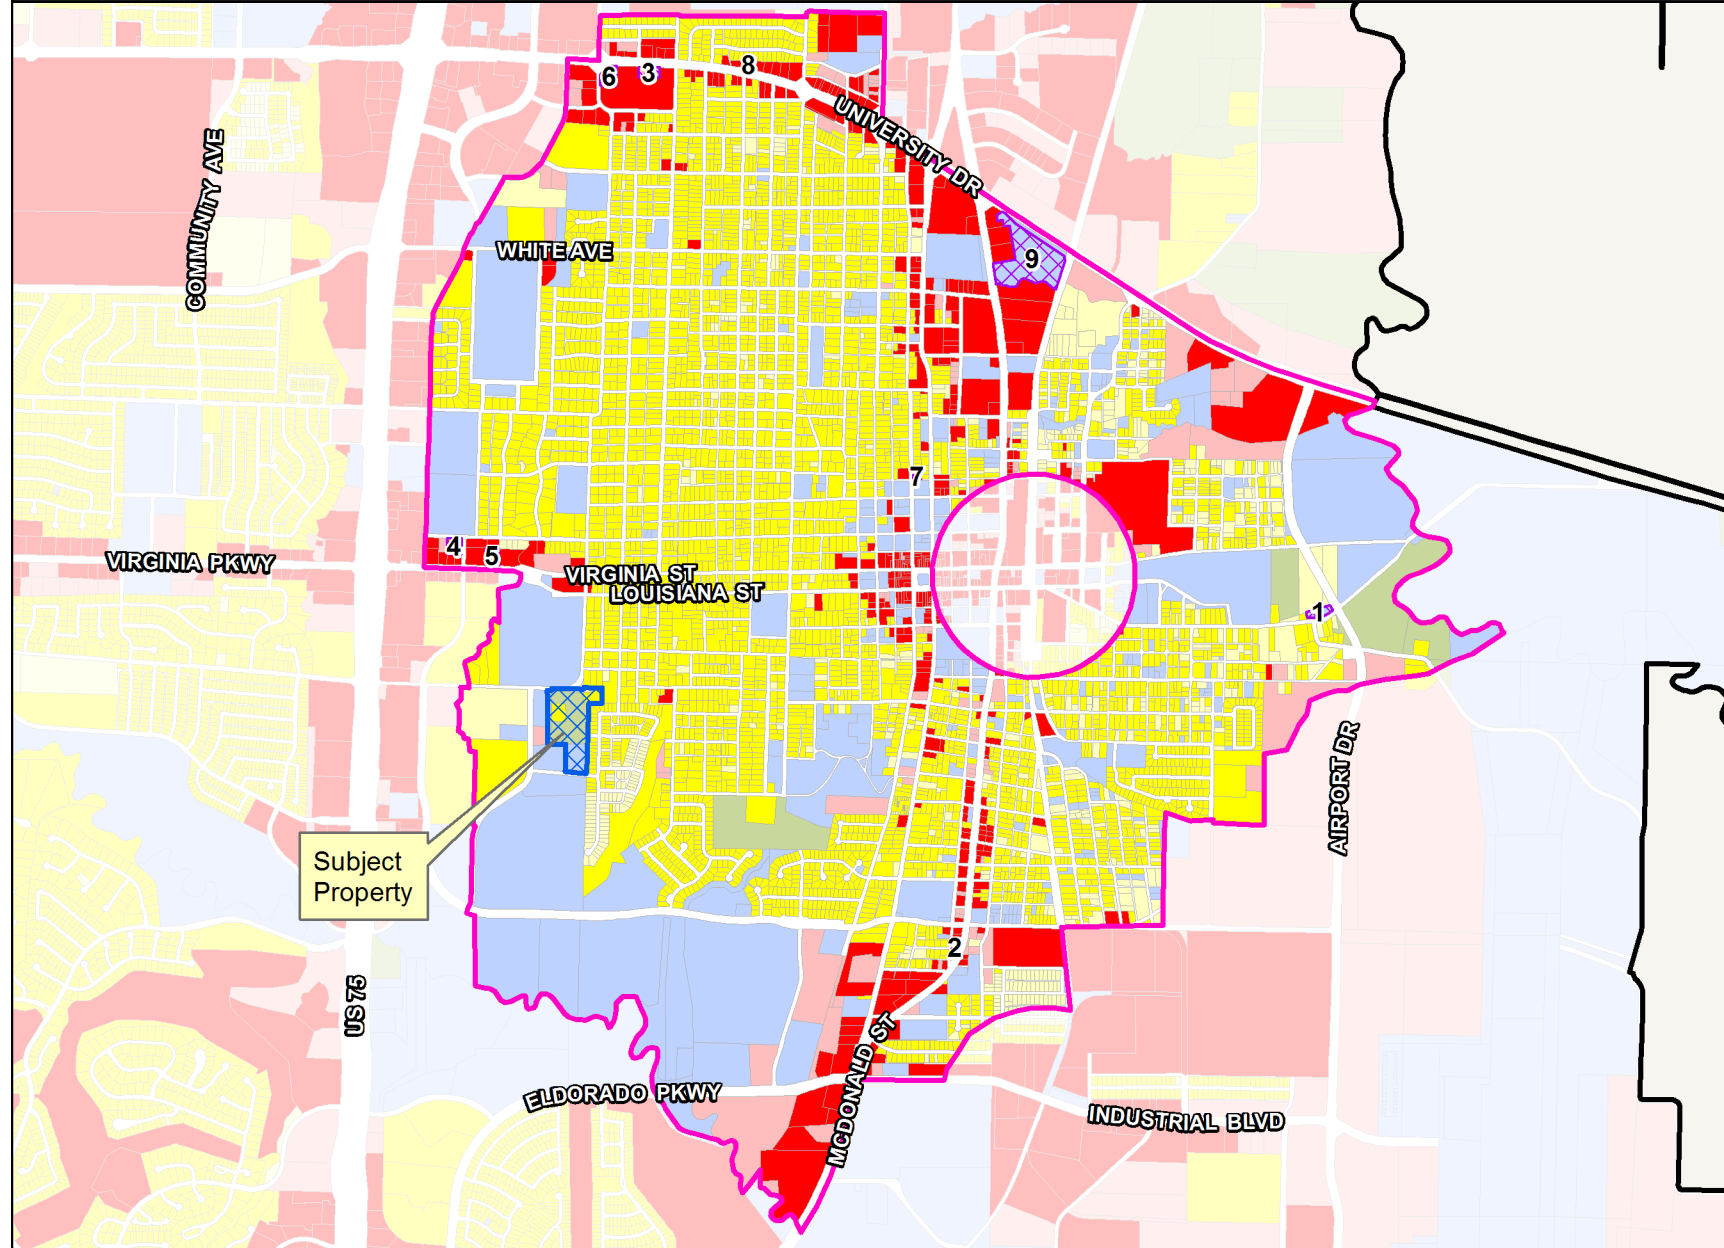 6
3
8
UNIVERSITY DR
COMMUNITY AVE
WHITE AVE
9
7
4
5
VIRGINIA PKWY
VIRGINIA ST
LOUISIANA ST
1
Subject
Property
AIRPORT DR
2
US 75
MCDONALD ST
ELDORADO PKWY
INDUSTRIAL BLVD